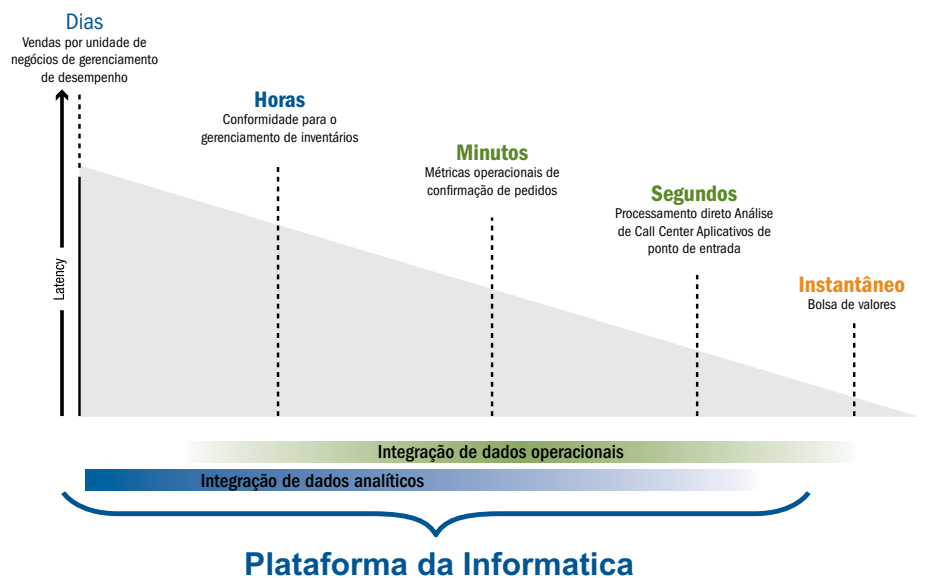 Dias
Vendas por unidade de
negócios de gerenciamento
de desempenho
Horas
Conformidade para o
gerenciamento de inventários
Minutos
Métricas operacionais de
confirmação de pedidos
Segundos
Processamento direto Análise
de Call Center Aplicativos de
ponto de entrada
Instantâneo
Bolsa de valores
Latency
Integração de dados operacionais
Integração de dados analíticos
Plataforma da Informatica